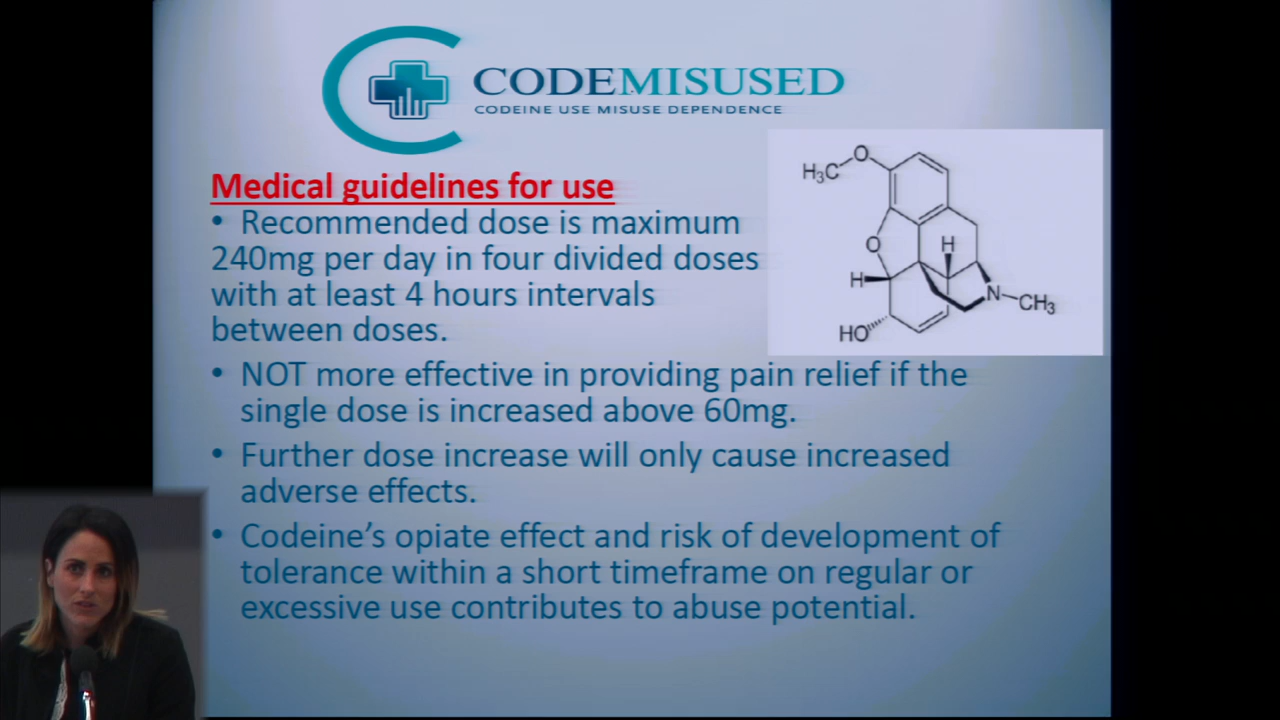 CODEMISUSED
CODEINE USE MISUSE DEPENDENCE
Medical guidelines for use
• Recommended dose is maximum
240mg per day in four divided doses
with at least 4 hours intervals
between doses.
• NOT more effective in providing pain relief if the
single dose is increased above 60mg.
• Further dose increase will only cause increased
adverse effects.
• Codeine's opiate effect and risk of development of
tolerance within a short timeframe on regular or
excessive use contributes to abuse potential.
H₃C
O
O
H
H
N
CH₃
HO